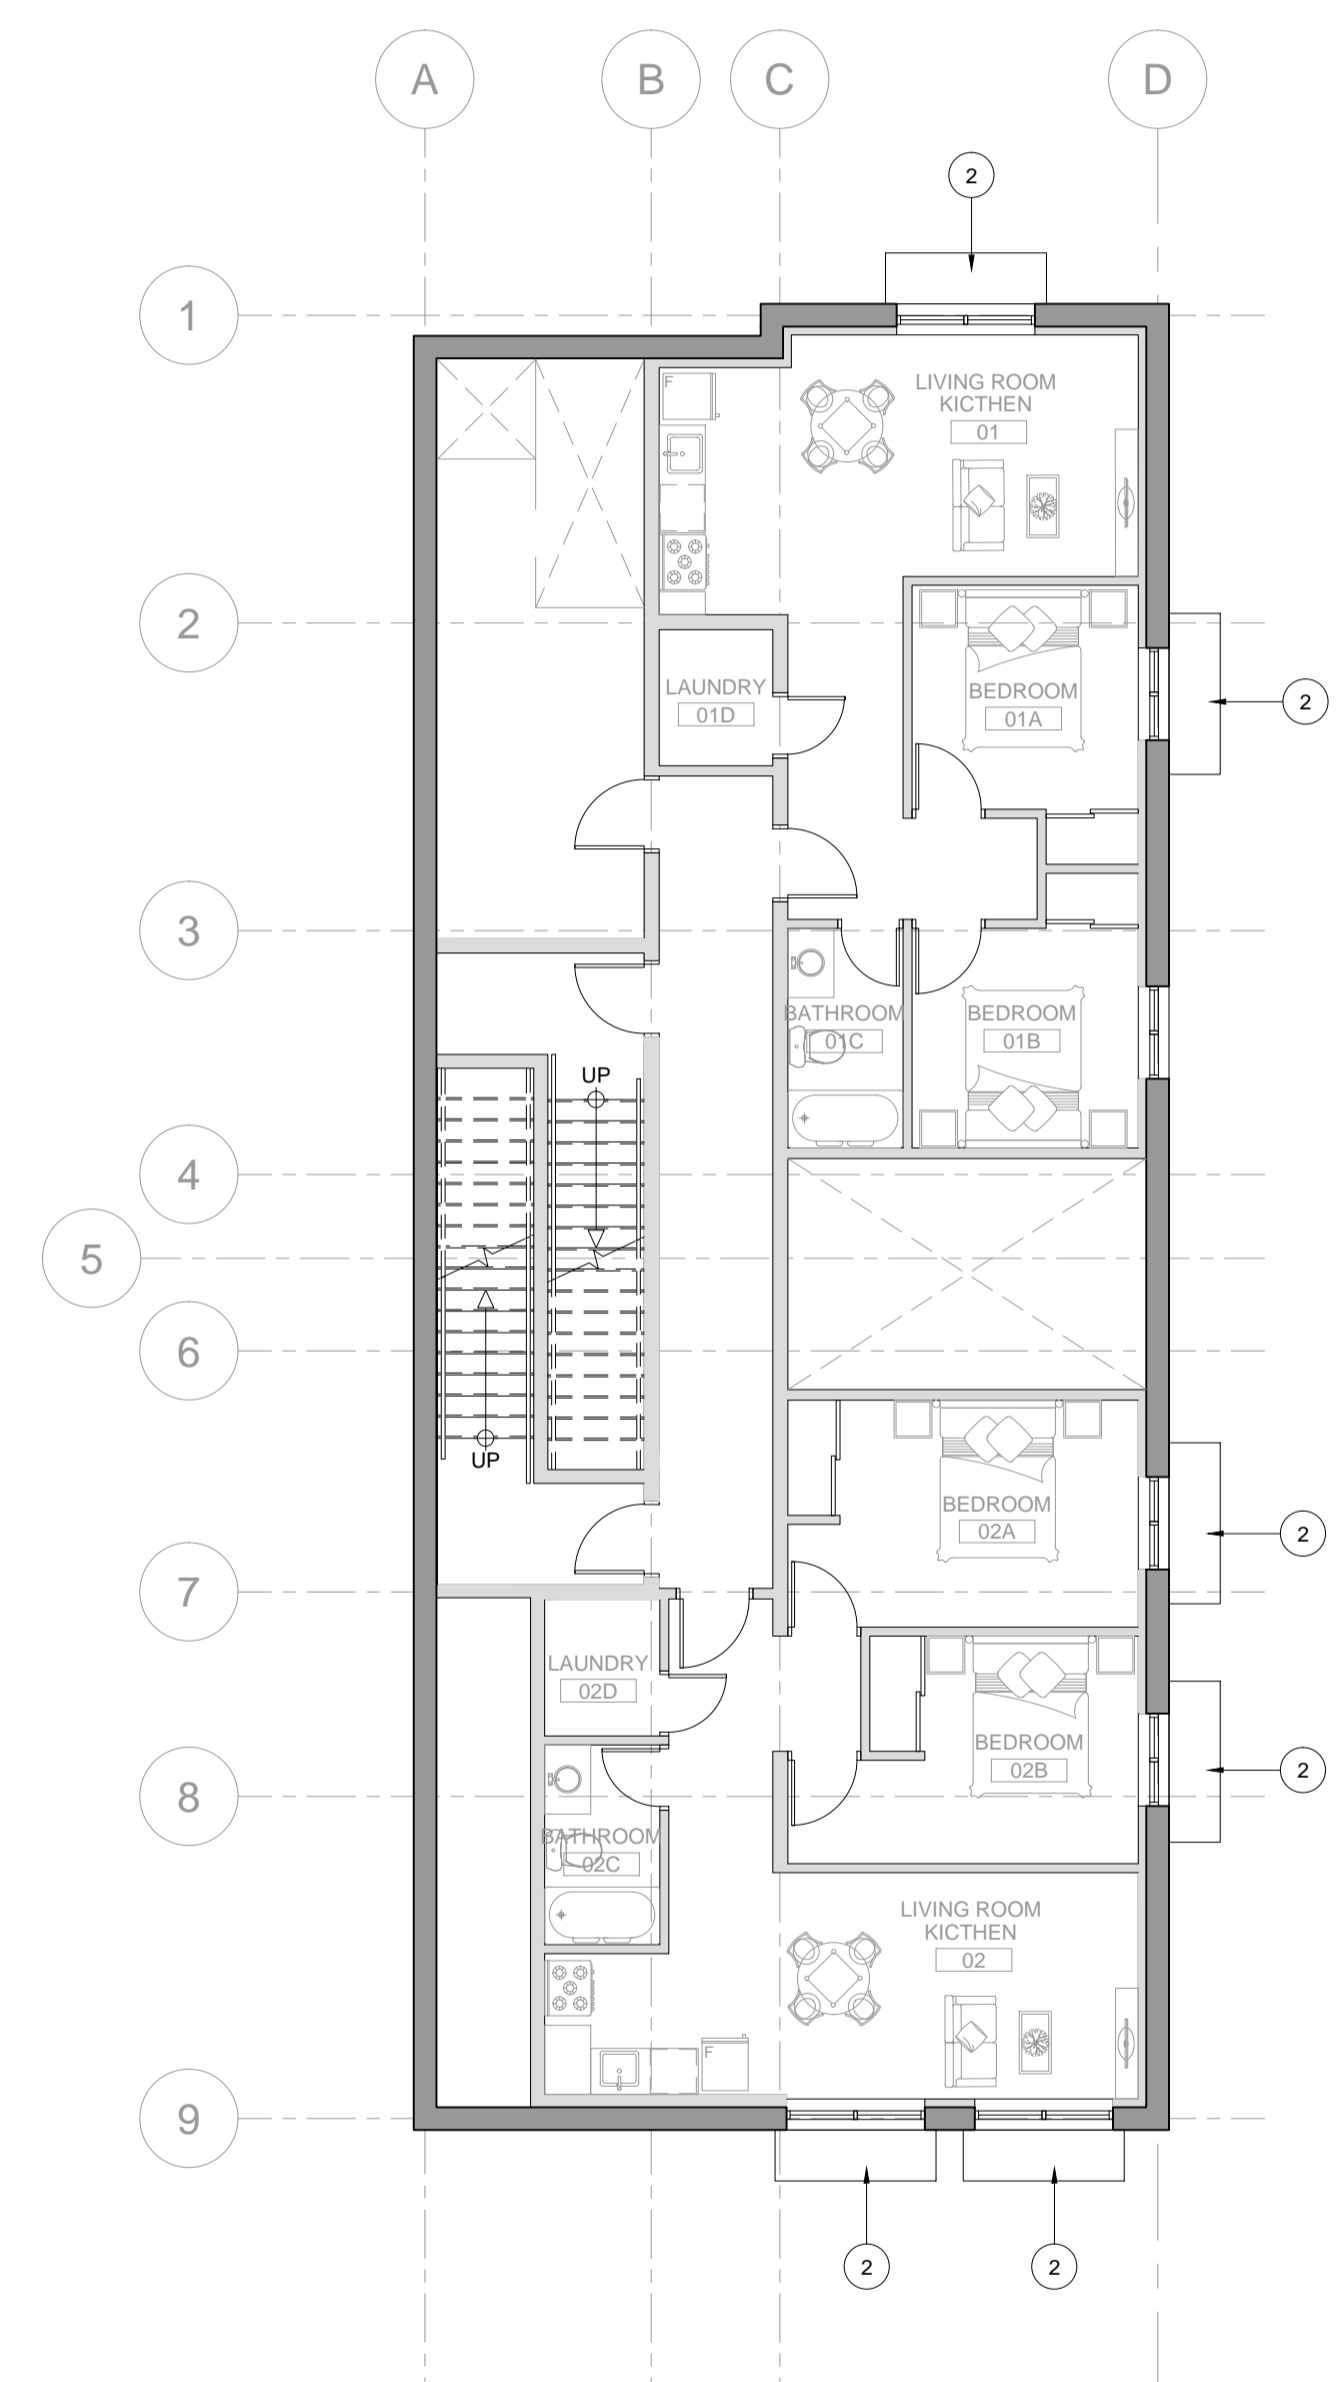 A
B
C
D
2
1
F
LIVING ROOM
KICTHEN
01
2
LAUNDRY
01D
BEDROOM
01A
2
3
BATHROOM
01C
BEDROOM
01B
UP
4
5
6
UP
BEDROOM
02A
2
7
LAUNDRY
02D
BEDROOM
02B
2
8
BATHROOM
02C
LIVING ROOM
KICTHEN
02
F
9
2
2